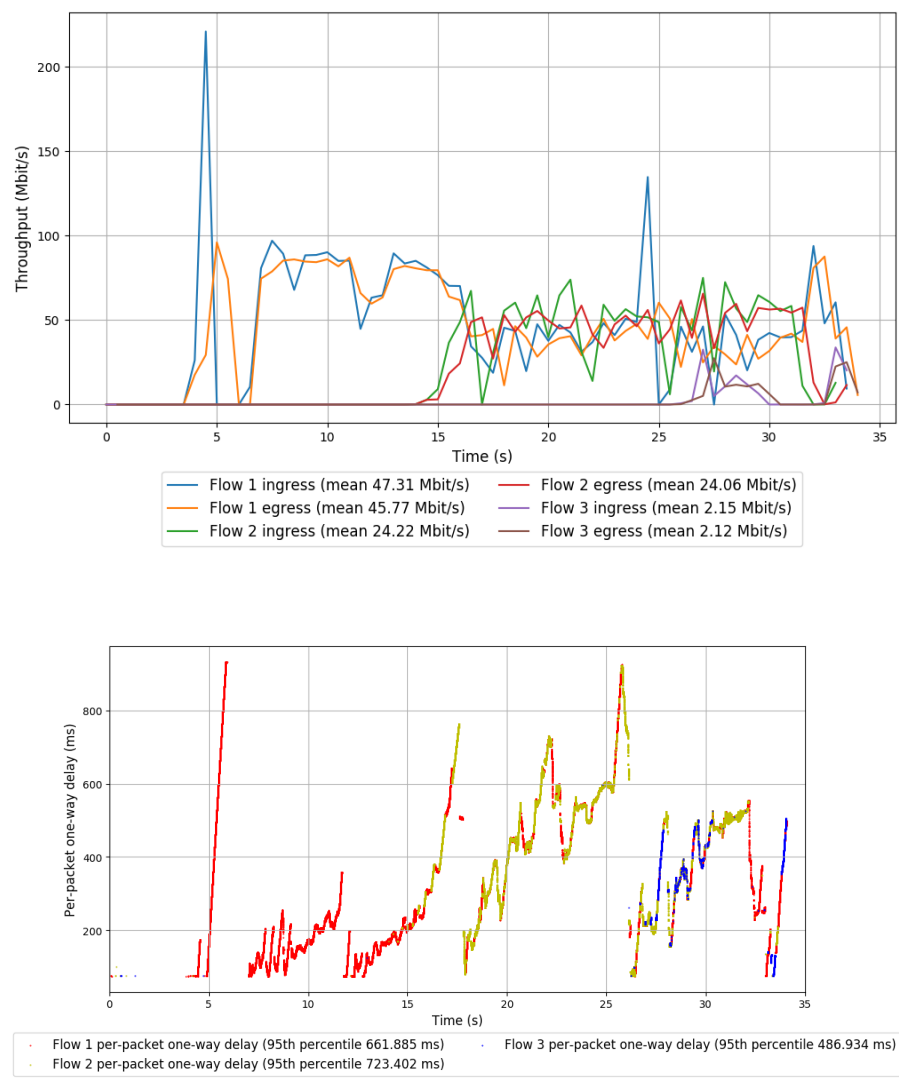 Throughput (Mbit/s)
200
150
100
50
0
0 5 10 15 20 25 30 35
Time (s)
Flow 1 ingress (mean 47.31 Mbit/s)
Flow 1 egress (mean 45.77 Mbit/s)
Flow 2 ingress (mean 24.22 Mbit/s)
Flow 2 egress (mean 24.06 Mbit/s)
Flow 3 ingress (mean 2.15 Mbit/s)
Flow 3 egress (mean 2.12 Mbit/s)
Per-packet one-way delay (ms)
800
600
400
200
0 5 10 15 20 25 30 35
Time (s)
Flow 1 per-packet one-way delay (95th percentile 661.885 ms)
Flow 2 per-packet one-way delay (95th percentile 723.402 ms)
Flow 3 per-packet one-way delay (95th percentile 486.934 ms)